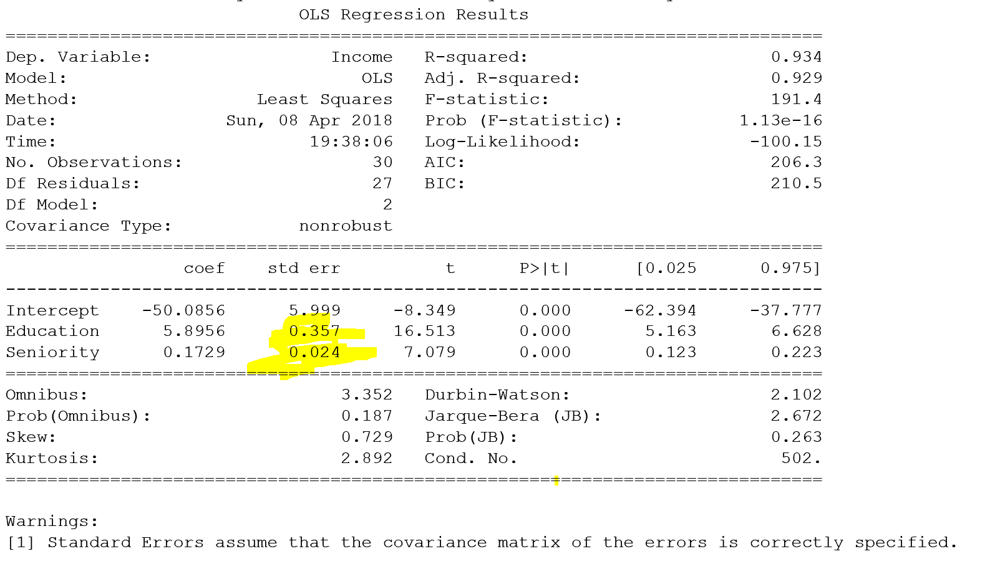 OLS Regression Results
==============================================================================
Dep. Variable: Income R-squared: 0.934
Model: OLS Adj. R-squared: 0.929
Method: Least Squares F-statistic: 191.4
Date: Sun, 08 Apr 2018 Prob (F-statistic): 1.13e-16
Time: 19:38:06 Log-Likelihood: -100.15
No. Observations: 30 AIC: 206.3
Df Residuals: 27 BIC: 210.5
Df Model: 2
Covariance Type: nonrobust
==============================================================================
coef std err t P>|t| [0.025 0.975]
------------------------------------------------------------------------------
Intercept -50.0856 5.999 -8.349 0.000 -62.394 -37.777
Education 5.8956 0.357 16.513 0.000 5.163 6.628
Seniority 0.1729 0.024 7.079 0.000 0.123 0.223
==============================================================================
Omnibus: 3.352 Durbin-Watson: 2.102
Prob(Omnibus): 0.187 Jarque-Bera (JB): 2.672
Skew: 0.729 Prob(JB): 0.263
Kurtosis: 2.892 Cond. No. 502.
==============================================================================
Warnings:
[1] Standard Errors assume that the covariance matrix of the errors is correctly specified.